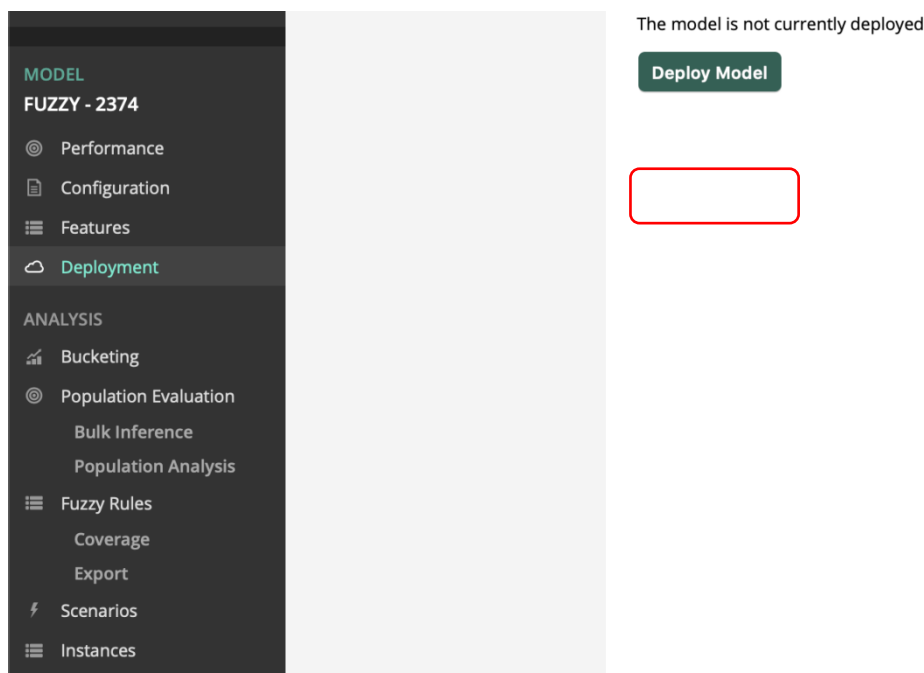 MODEL
FUZZY - 2374
Performance
Configuration
Features
Deployment
ANALYSIS
Bucketing
Population Evaluation
Bulk Inference
Population Analysis
Fuzzy Rules
Coverage
Export
Scenarios
Instances
The model is not currently deployed
Deploy Model